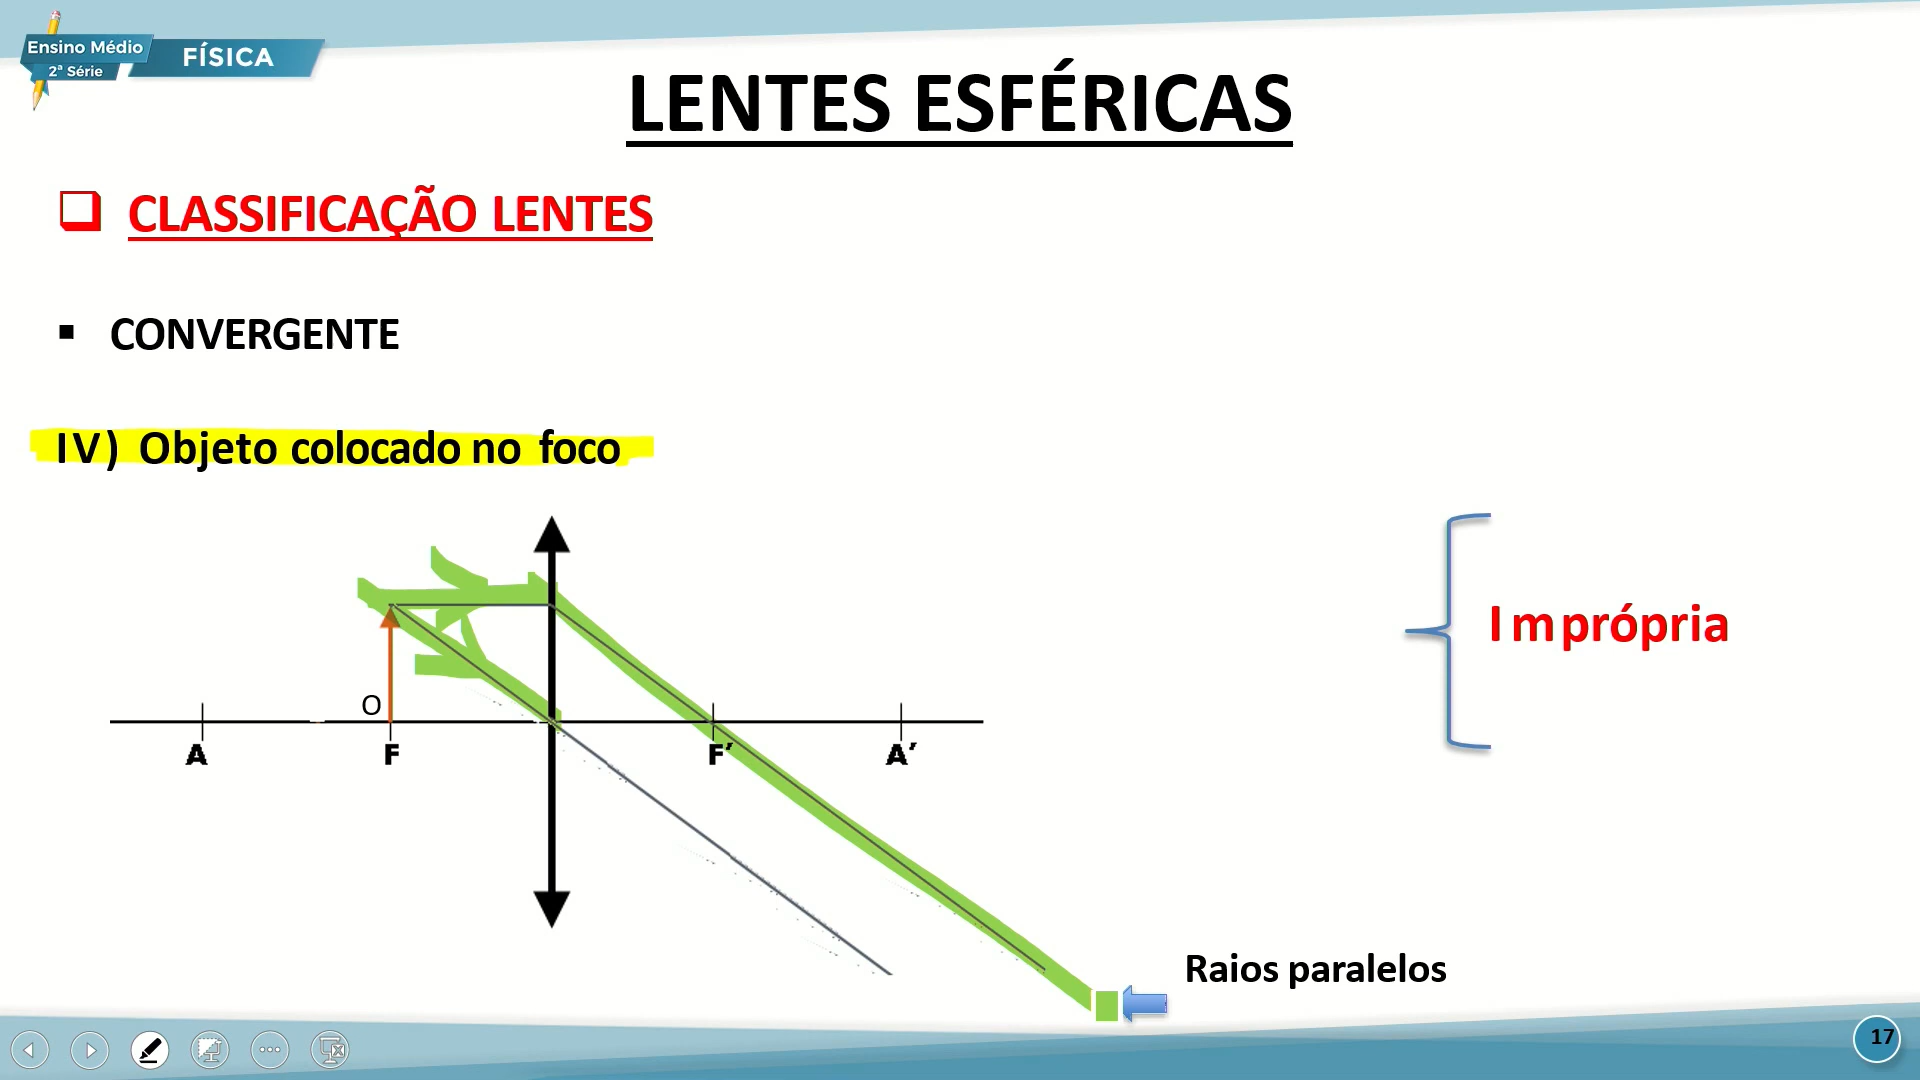 Ensino Médio
2ª Série
FÍSICA
LENTES ESFÉRICAS
CLASSIFICAÇÃO LENTES
CONVERGENTE
IV) Objeto colocado no foco
Imprópria
O
A F F′ A′
Raios paralelos
17